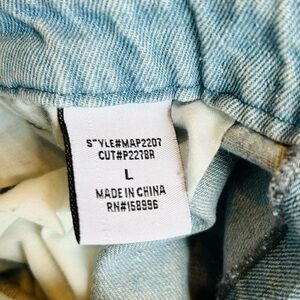 STYLE#MAP2207
CUT#P2278R
L
MADE IN CHINA
RN#158996